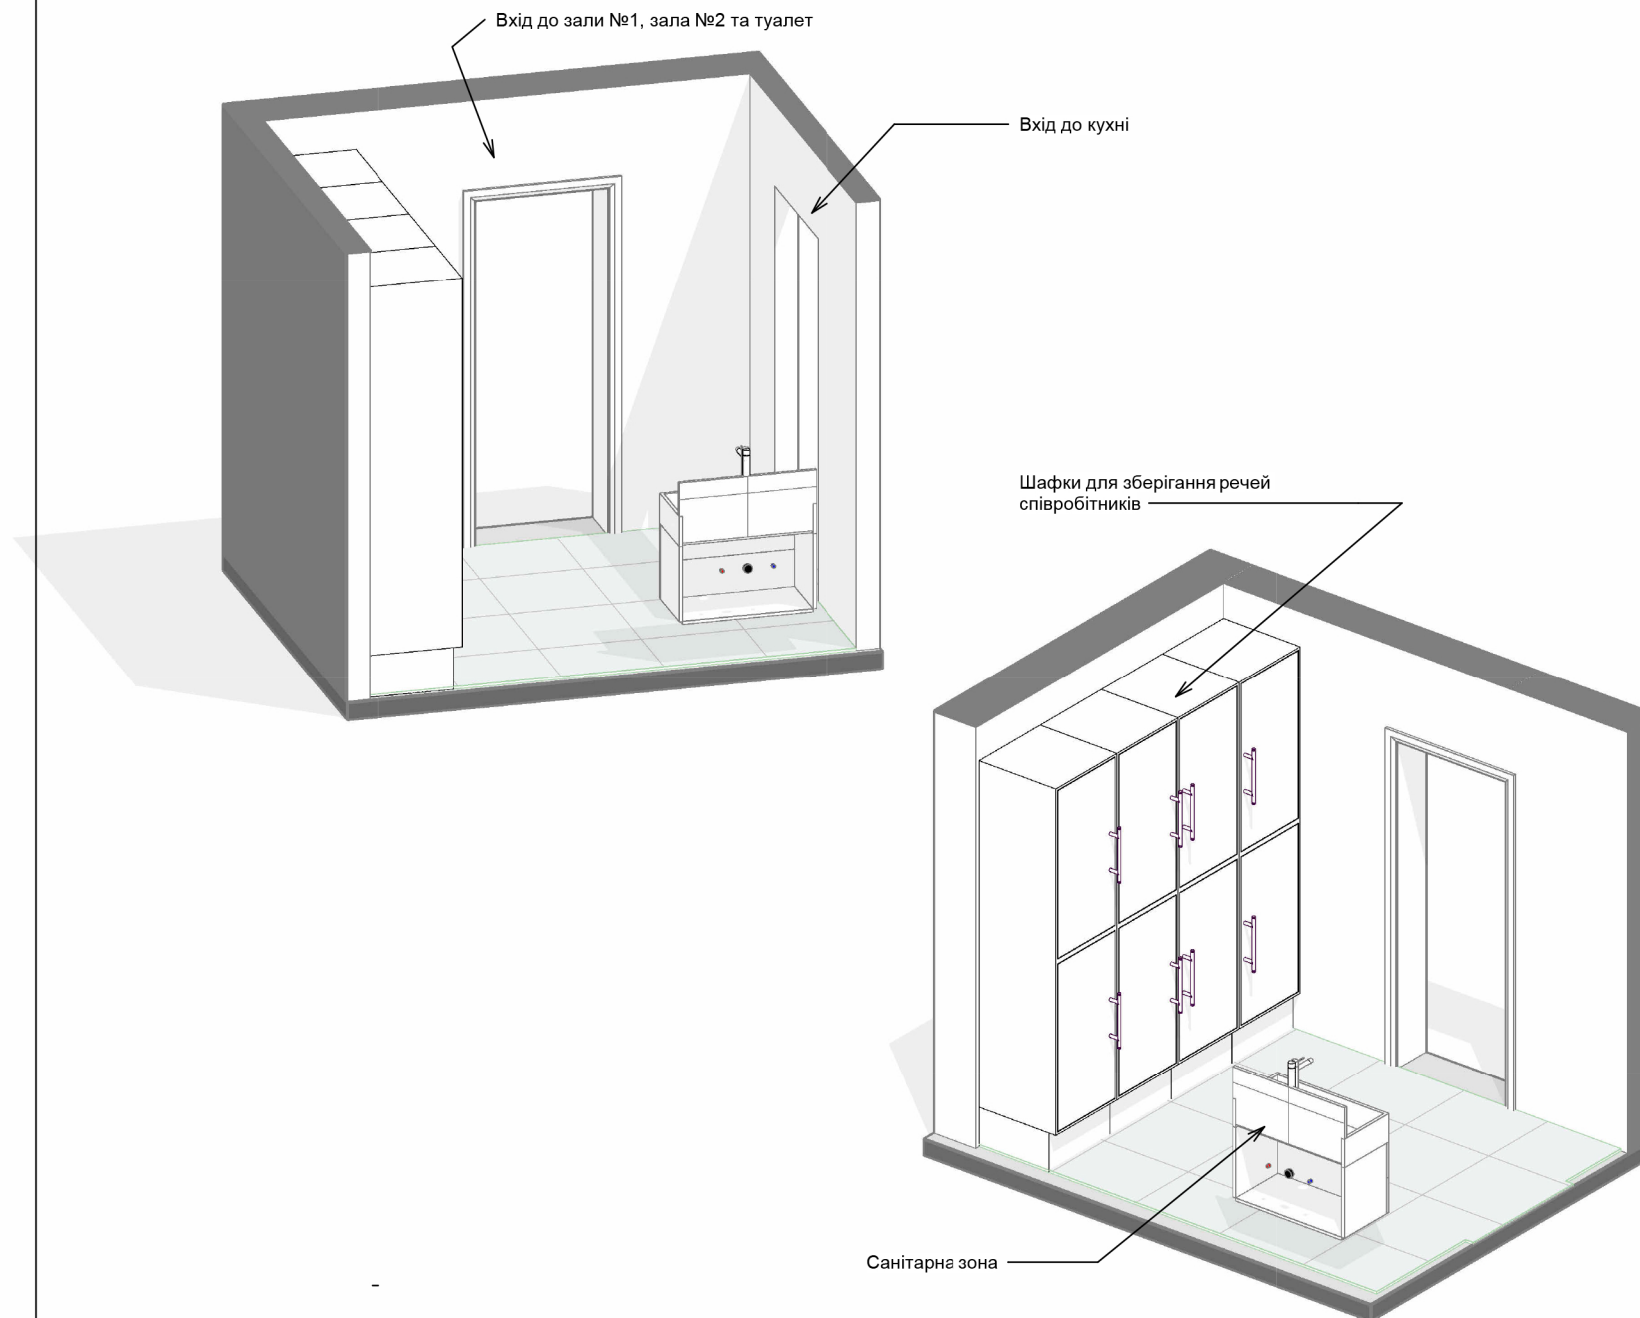 Вхід до зали №1, зала №2 та туалет
Вхід до кухні
Шафки для зберігання речей
співробітників
Санітарна зона